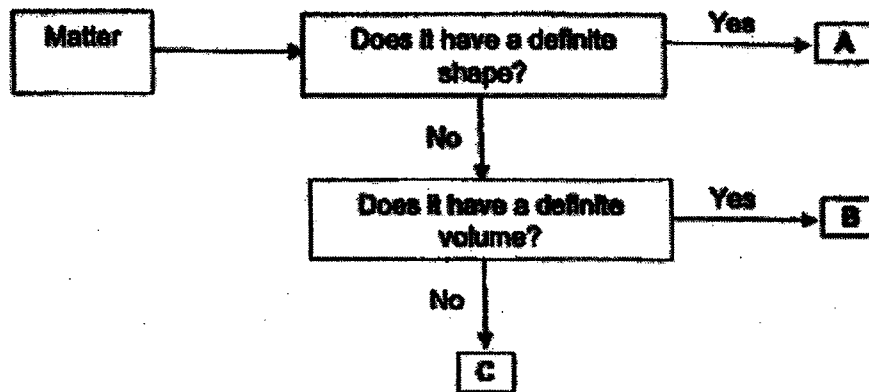 Matter
Does it have a definite
shape?
Yes
A
No
Does it have a definite
volume?
Yes
B
No
C